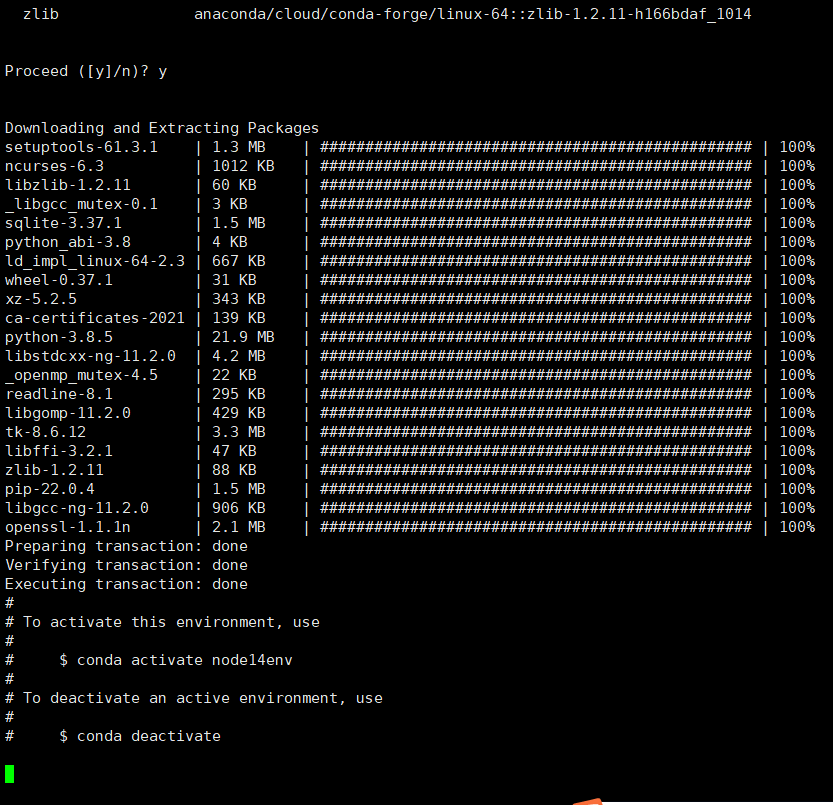 zlib anaconda/cloud/conda-forge/linux-64::zlib-1.2.11-h166bdaf_1014
Proceed ([y]/n)? y
Downloading and Extracting Packages
setuptools-61.3.1 | 1.3 MB | ################################################ | 100%
ncurses-6.3 | 1012 KB | ################################################ | 100%
libzlib-1.2.11 | 60 KB | ################################################ | 100%
_libgcc_mutex-0.1 | 3 KB | ################################################ | 100%
sqlite-3.37.1 | 1.5 MB | ################################################ | 100%
python_abi-3.8 | 4 KB | ################################################ | 100%
ld_impl_linux-64-2.3 | 667 KB | ################################################ | 100%
wheel-0.37.1 | 31 KB | ################################################ | 100%
xz-5.2.5 | 343 KB | ################################################ | 100%
ca-certificates-2021 | 139 KB | ################################################ | 100%
python-3.8.5 | 21.9 MB | ################################################ | 100%
libstdcxx-ng-11.2.0 | 4.2 MB | ################################################ | 100%
_openmp_mutex-4.5 | 22 KB | ################################################ | 100%
readline-8.1 | 295 KB | ################################################ | 100%
libgomp-11.2.0 | 429 KB | ################################################ | 100%
tk-8.6.12 | 3.3 MB | ################################################ | 100%
libffi-3.2.1 | 47 KB | ################################################ | 100%
zlib-1.2.11 | 88 KB | ################################################ | 100%
pip-22.0.4 | 1.5 MB | ################################################ | 100%
libgcc-ng-11.2.0 | 906 KB | ################################################ | 100%
openssl-1.1.1n | 2.1 MB | ################################################ | 100%
Preparing transaction: done
Verifying transaction: done
Executing transaction: done
#
# To activate this environment, use
#
# $ conda activate node14env
#
# To deactivate an active environment, use
#
# $ conda deactivate